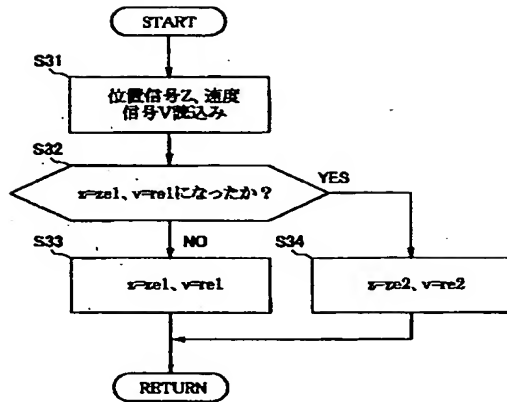 START
S31
位置信号Z、速度
信号V読込み
S32
z=ze1、v=re1になったか？
YES
NO
S33
z=ze1、v=re1
S34
z=ze2、v=re2
RETURN